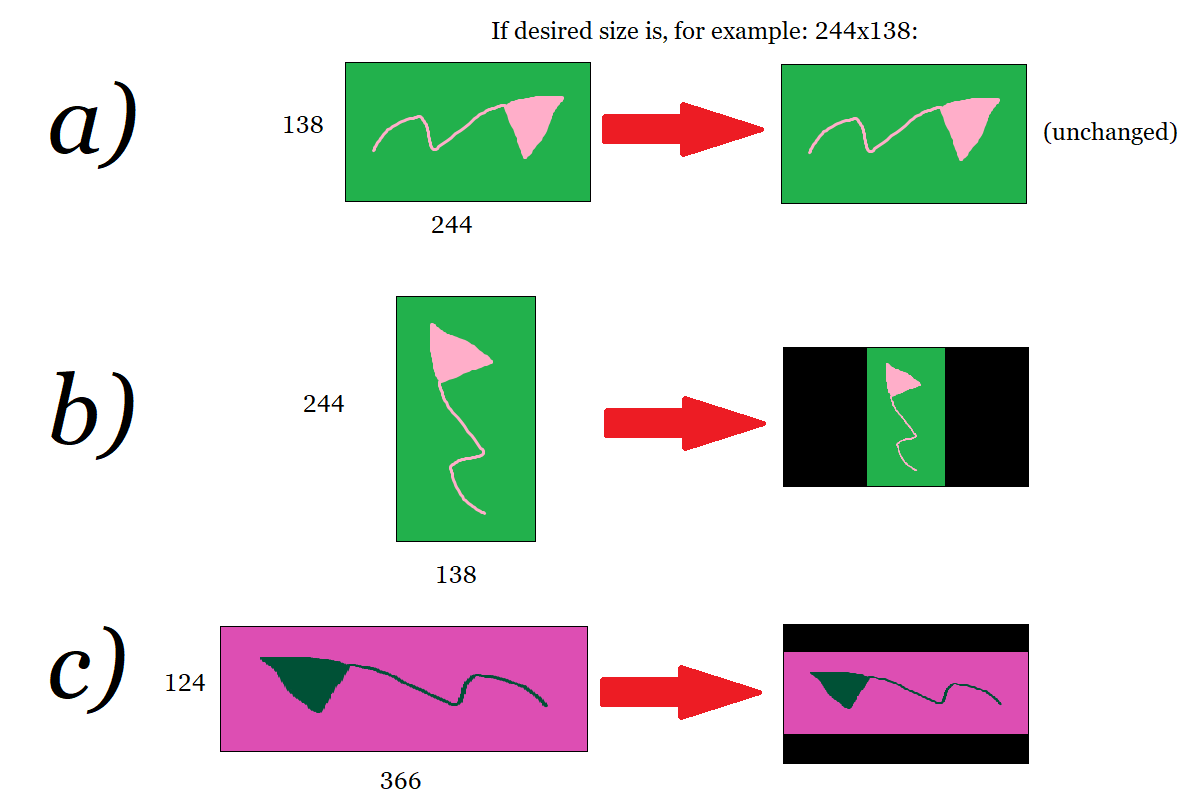 If desired size is, for example: 244x138:
a)
138
(unchanged)
244
b)
244
138
c)
124
366